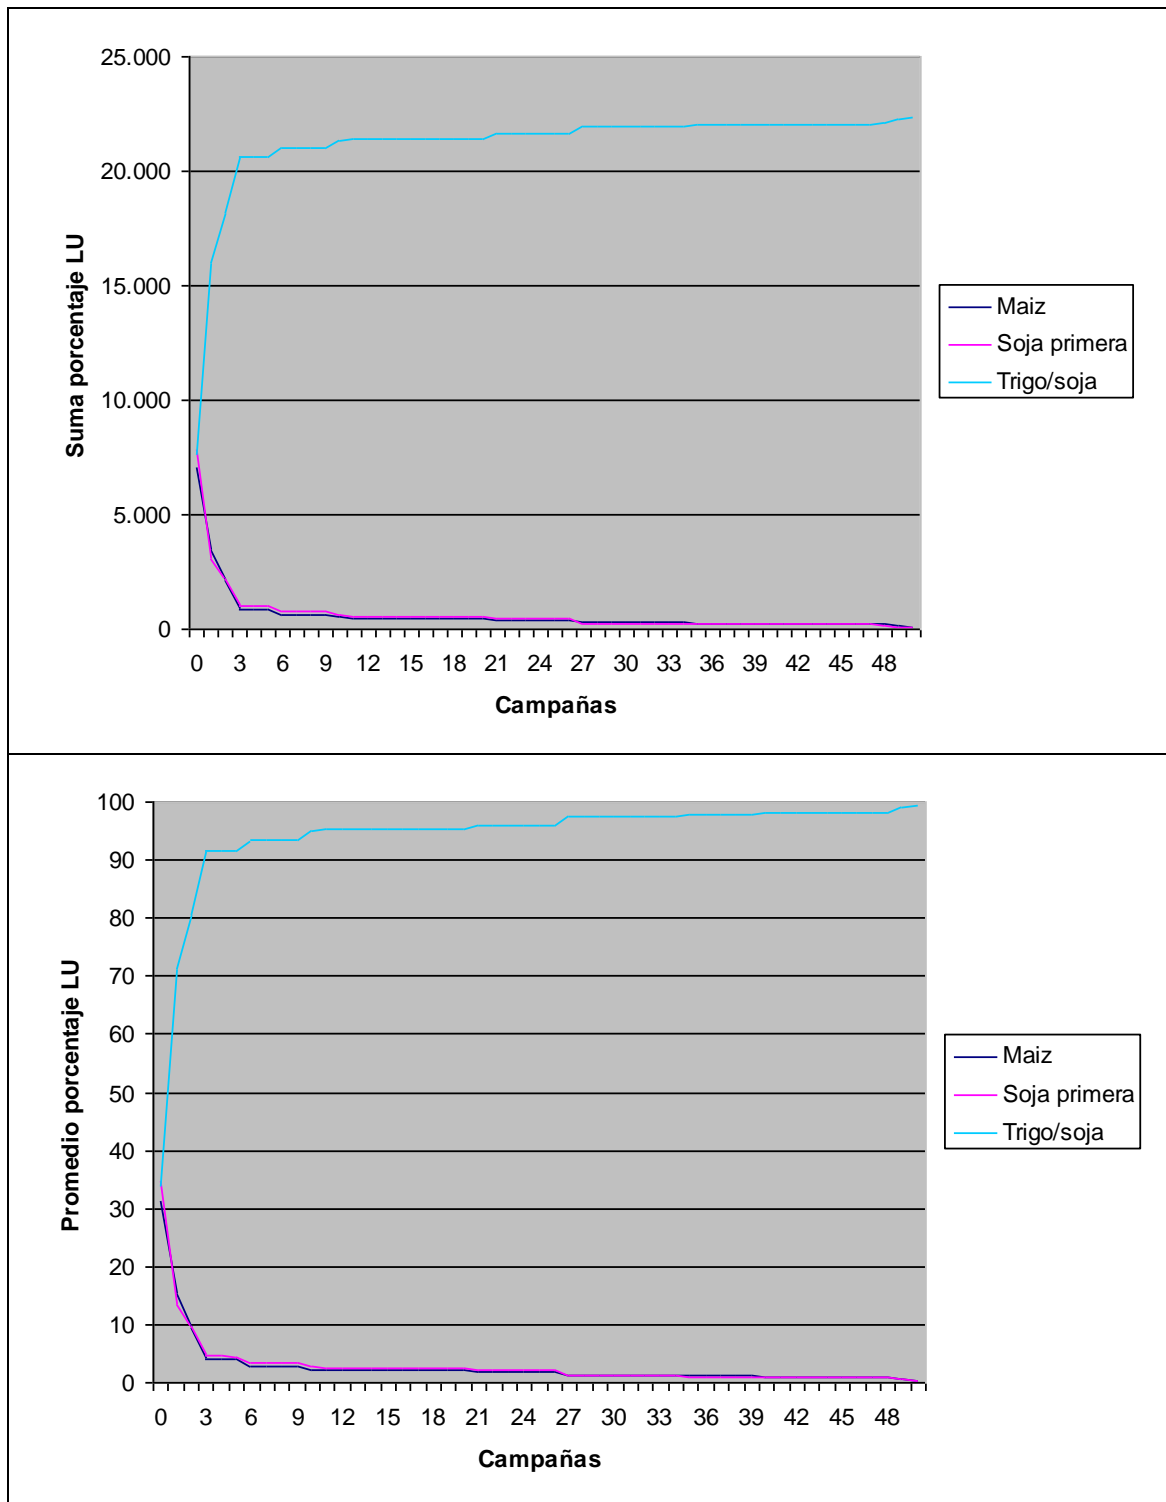 25.000
20.000
15.000
10.000
5.000
0
Suma porcentaje LU
0 3 6 9 12 15 18 21 24 27 30 33 36 39 42 45 48
Campañas
Maiz
Soja primera
Trigo/soja
100
90
80
70
60
50
40
30
20
10
0
Promedio porcentaje LU
0 3 6 9 12 15 18 21 24 27 30 33 36 39 42 45 48
Campañas
Maiz
Soja primera
Trigo/soja